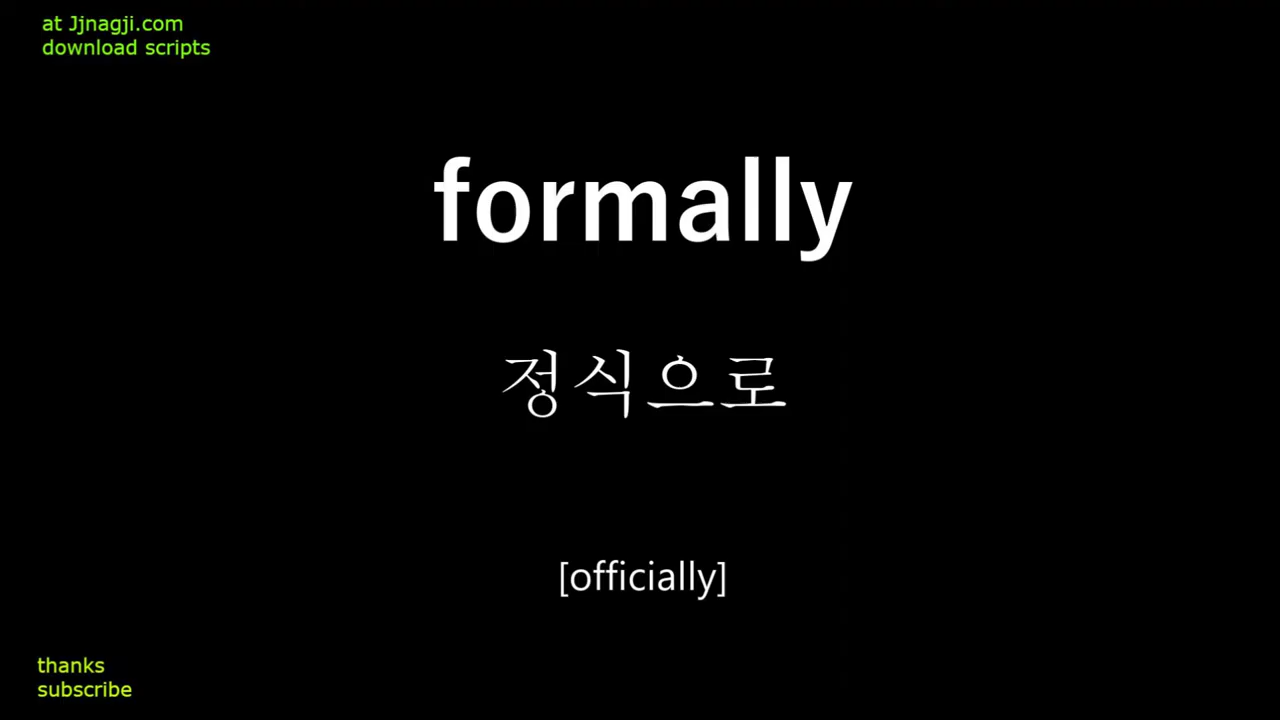 at Jjnagji.com
download scripts
formally
정식으로
[officially]
thanks
subscribe